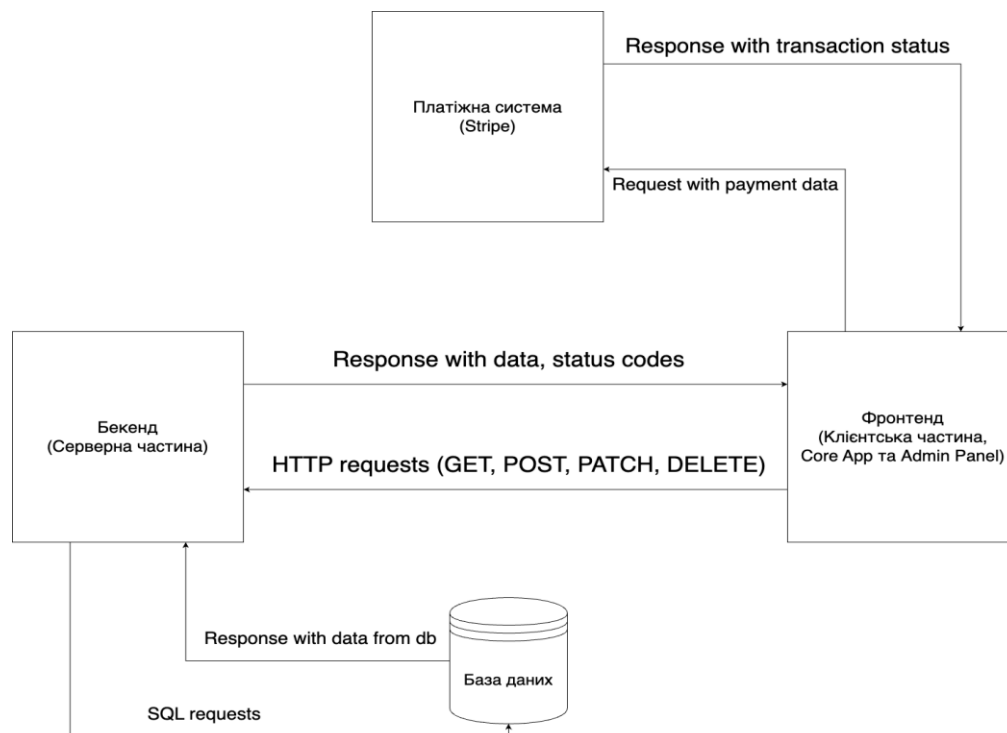 Response with transaction status
Платіжна система
(Stripe)
Request with payment data
Response with data, status codes
Бекенд
(Серверна частина)
Фронтенд
(Клієнтська частина,
Core App та Admin Panel)
HTTP requests (GET, POST, PATCH, DELETE)
Response with data from db
База даних
SQL requests